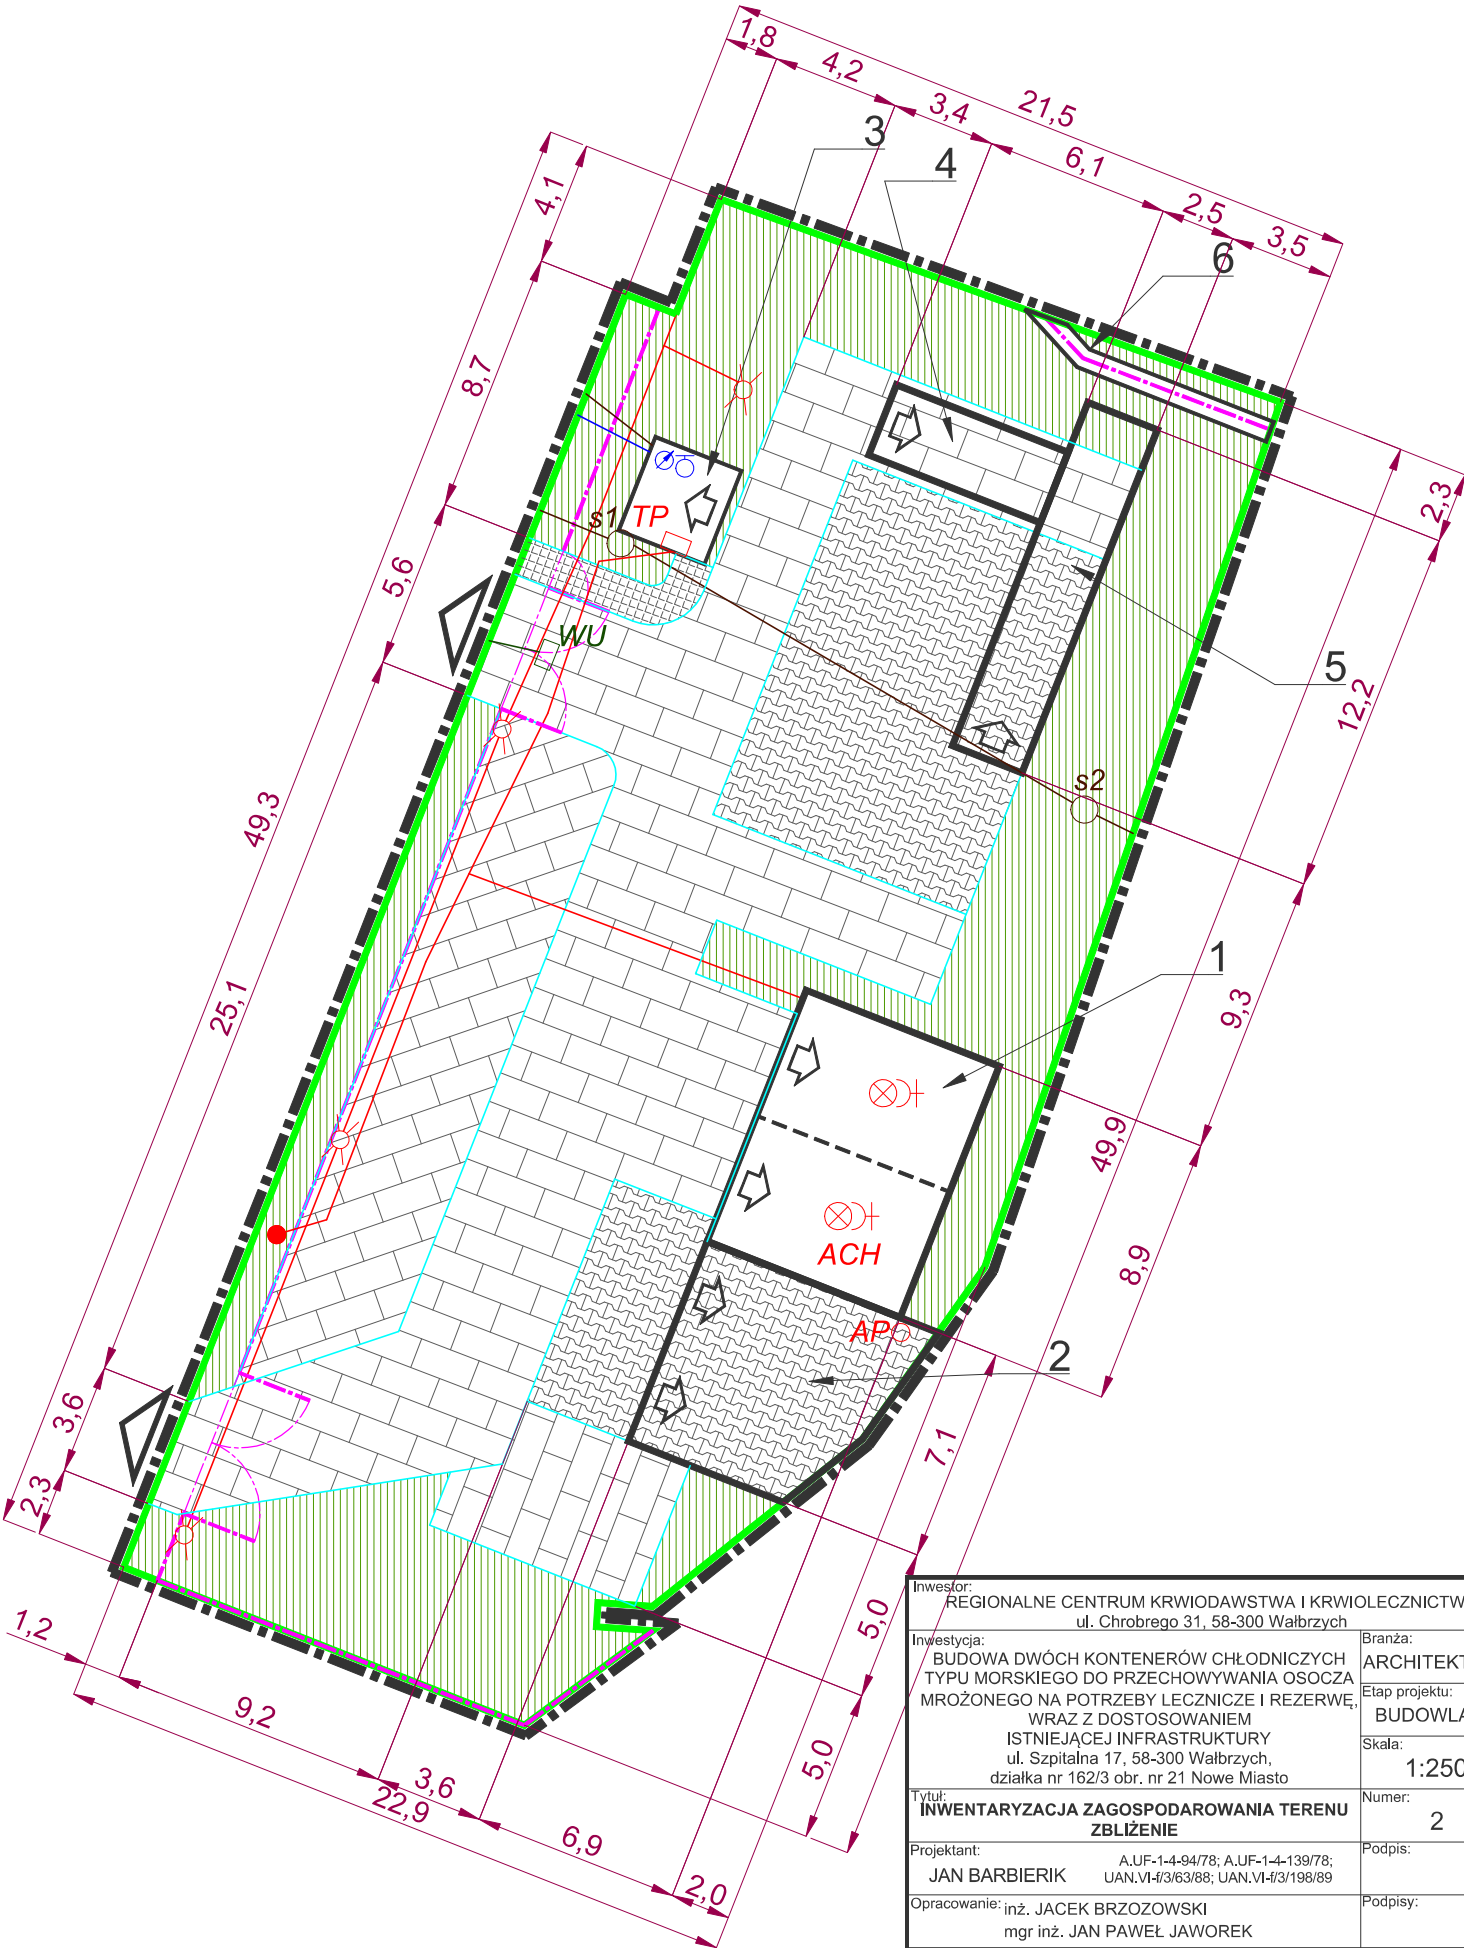 1,8
4,2
3,4
21,5
6,1
2,5
3,5
3
4
6
4,1
8,7
5,6
49,3
25,1
3,6
2,3
s1
TP
WU
5
s2
2,3
12,2
1
9,3
49,9
8,9
ACH
AP
2
7,1
5,0
5,0
1,2
9,2
3,6
22,9
6,9
2,0
Inwestor:
REGIONALNE CENTRUM KRWIODAWSTWA I KRWIOLECZNICTW
ul. Chrobrego 31, 58-300 Wałbrzych
Inwestycja:
BUDOWA DWÓCH KONTENERÓW CHŁODNICZYCH
TYPU MORSKIEGO DO PRZECHOWYWANIA OSOCZA
MROŻONEGO NA POTRZEBY LECZNICZE I REZERWĘ,
WRAZ Z DOSTOSOWANIEM
ISTNIEJĄCEJ INFRASTRUKTURY
ul. Szpitalna 17, 58-300 Wałbrzych,
działka nr 162/3 obr. nr 21 Nowe Miasto
Branża:
ARCHITEKT
Etap projektu:
BUDOWLA
Skala:
1:250
Tytuł:
INWENTARYZACJA ZAGOSPODAROWANIA TERENU
ZBLIŻENIE
Numer:
2
Projektant:
JAN BARBIERIK
A.UF-1-4-94/78; A.UF-1-4-139/78;
UAN.VI-f/3/63/88; UAN.VI-f/3/198/89
Podpis:
Opracowanie: inż. JACEK BRZOZOWSKI
mgr inż. JAN PAWEŁ JAWOREK
Podpisy: